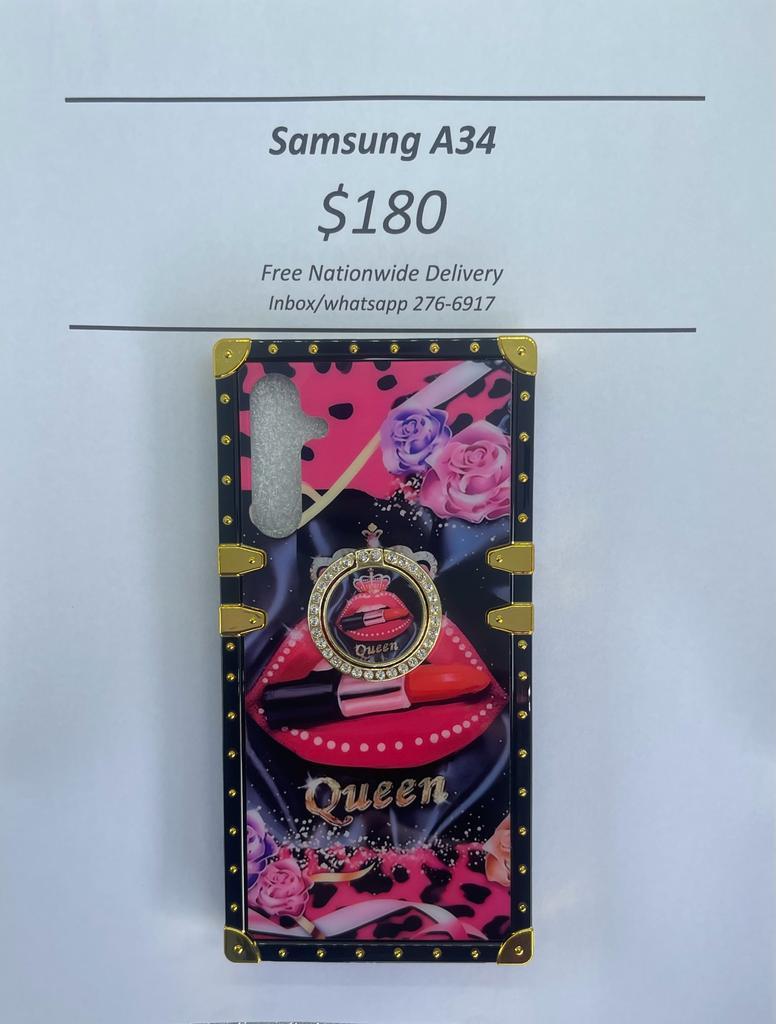 Samsung A34
$180
Free Nationwide Delivery
Inbox/whatsapp 276-6917
Queen
Queen